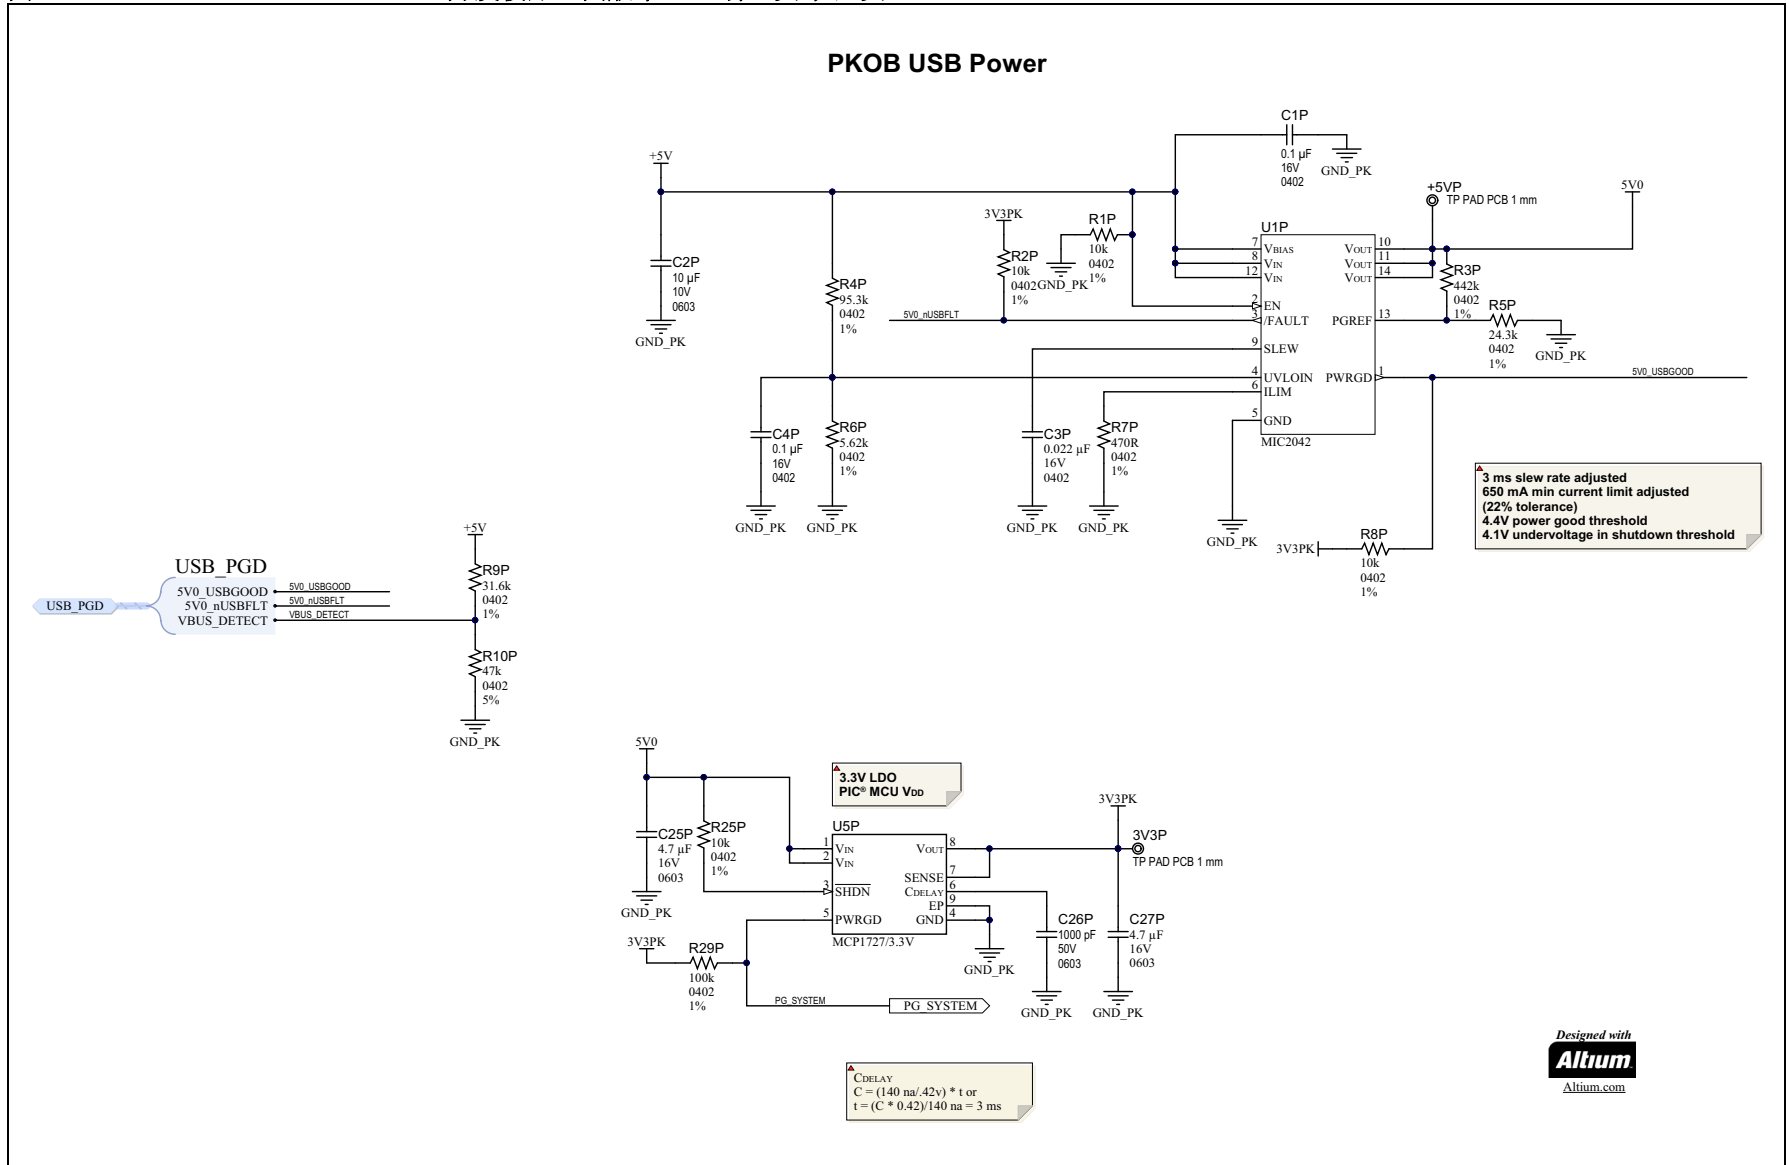 PKOB USB Power
C1P
0.1 µF
16V
0402
GND_PK
+5V
+5VP
TP PAD PCB 1 mm
5V0
C2P
10 µF
10V
0603
GND_PK
R4P
95.3k
0402
1%
3V3PK
R2P
10k
0402
1%
R1P
10k
0402
1%
GND_PK
5V0_nUSBFLT
U1P
7 VBIAS
8 VIN
12 VIN
2 EN
3 /FAULT
9 SLEW
4 UVLOIN
6 ILIM
5 GND
VOUT 10
VOUT 11
VOUT 14
PGREF 13
PWRGD 1
MIC2042
R3P
442k
0402
1%
R5P
24.3k
0402
1%
GND_PK
5V0_USBGOOD
C4P
0.1 µF
16V
0402
GND_PK
R6P
5.62k
0402
1%
GND_PK
C3P
0.022 µF
16V
0402
GND_PK
R7P
470R
0402
1%
GND_PK
GND_PK
3V3PK
R8P
10k
0402
1%
3 ms slew rate adjusted
650 mA min current limit adjusted
(22% tolerance)
4.4V power good threshold
4.1V undervoltage in shutdown threshold
USB_PGD
USB_PGD
5V0_USBGOOD
5V0_nUSBFLT
VBUS_DETECT
5V0_USBGOOD
5V0_nUSBFLT
VBUS_DETECT
+5V
R9P
31.6k
0402
1%
R10P
47k
0402
5%
GND_PK
5V0
C25P
4.7 µF
16V
0603
GND_PK
R25P
10k
0402
1%
3.3V LDO
PIC® MCU VDD
U5P
1 VIN
2 VIN
3 SHDN
5 PWRGD
VOUT 8
SENSE 7
CDELAY 6
EP 9
GND 4
MCP1727/3.3V
3V3PK
3V3P
TP PAD PCB 1 mm
3V3PK
R29P
100k
0402
1%
PG_SYSTEM
PG_SYSTEM
GND_PK
C26P
1000 pF
50V
0603
GND_PK
C27P
4.7 µF
16V
0603
GND_PK
CDELAY
C = (140 na/.42v) * t or
t = (C * 0.42)/140 na = 3 ms
Designed with
Altium
Altium.com